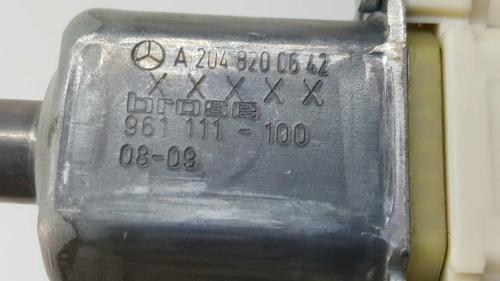 A 204 820 06 42
X X X X X
brose
961 111 - 100
08-09